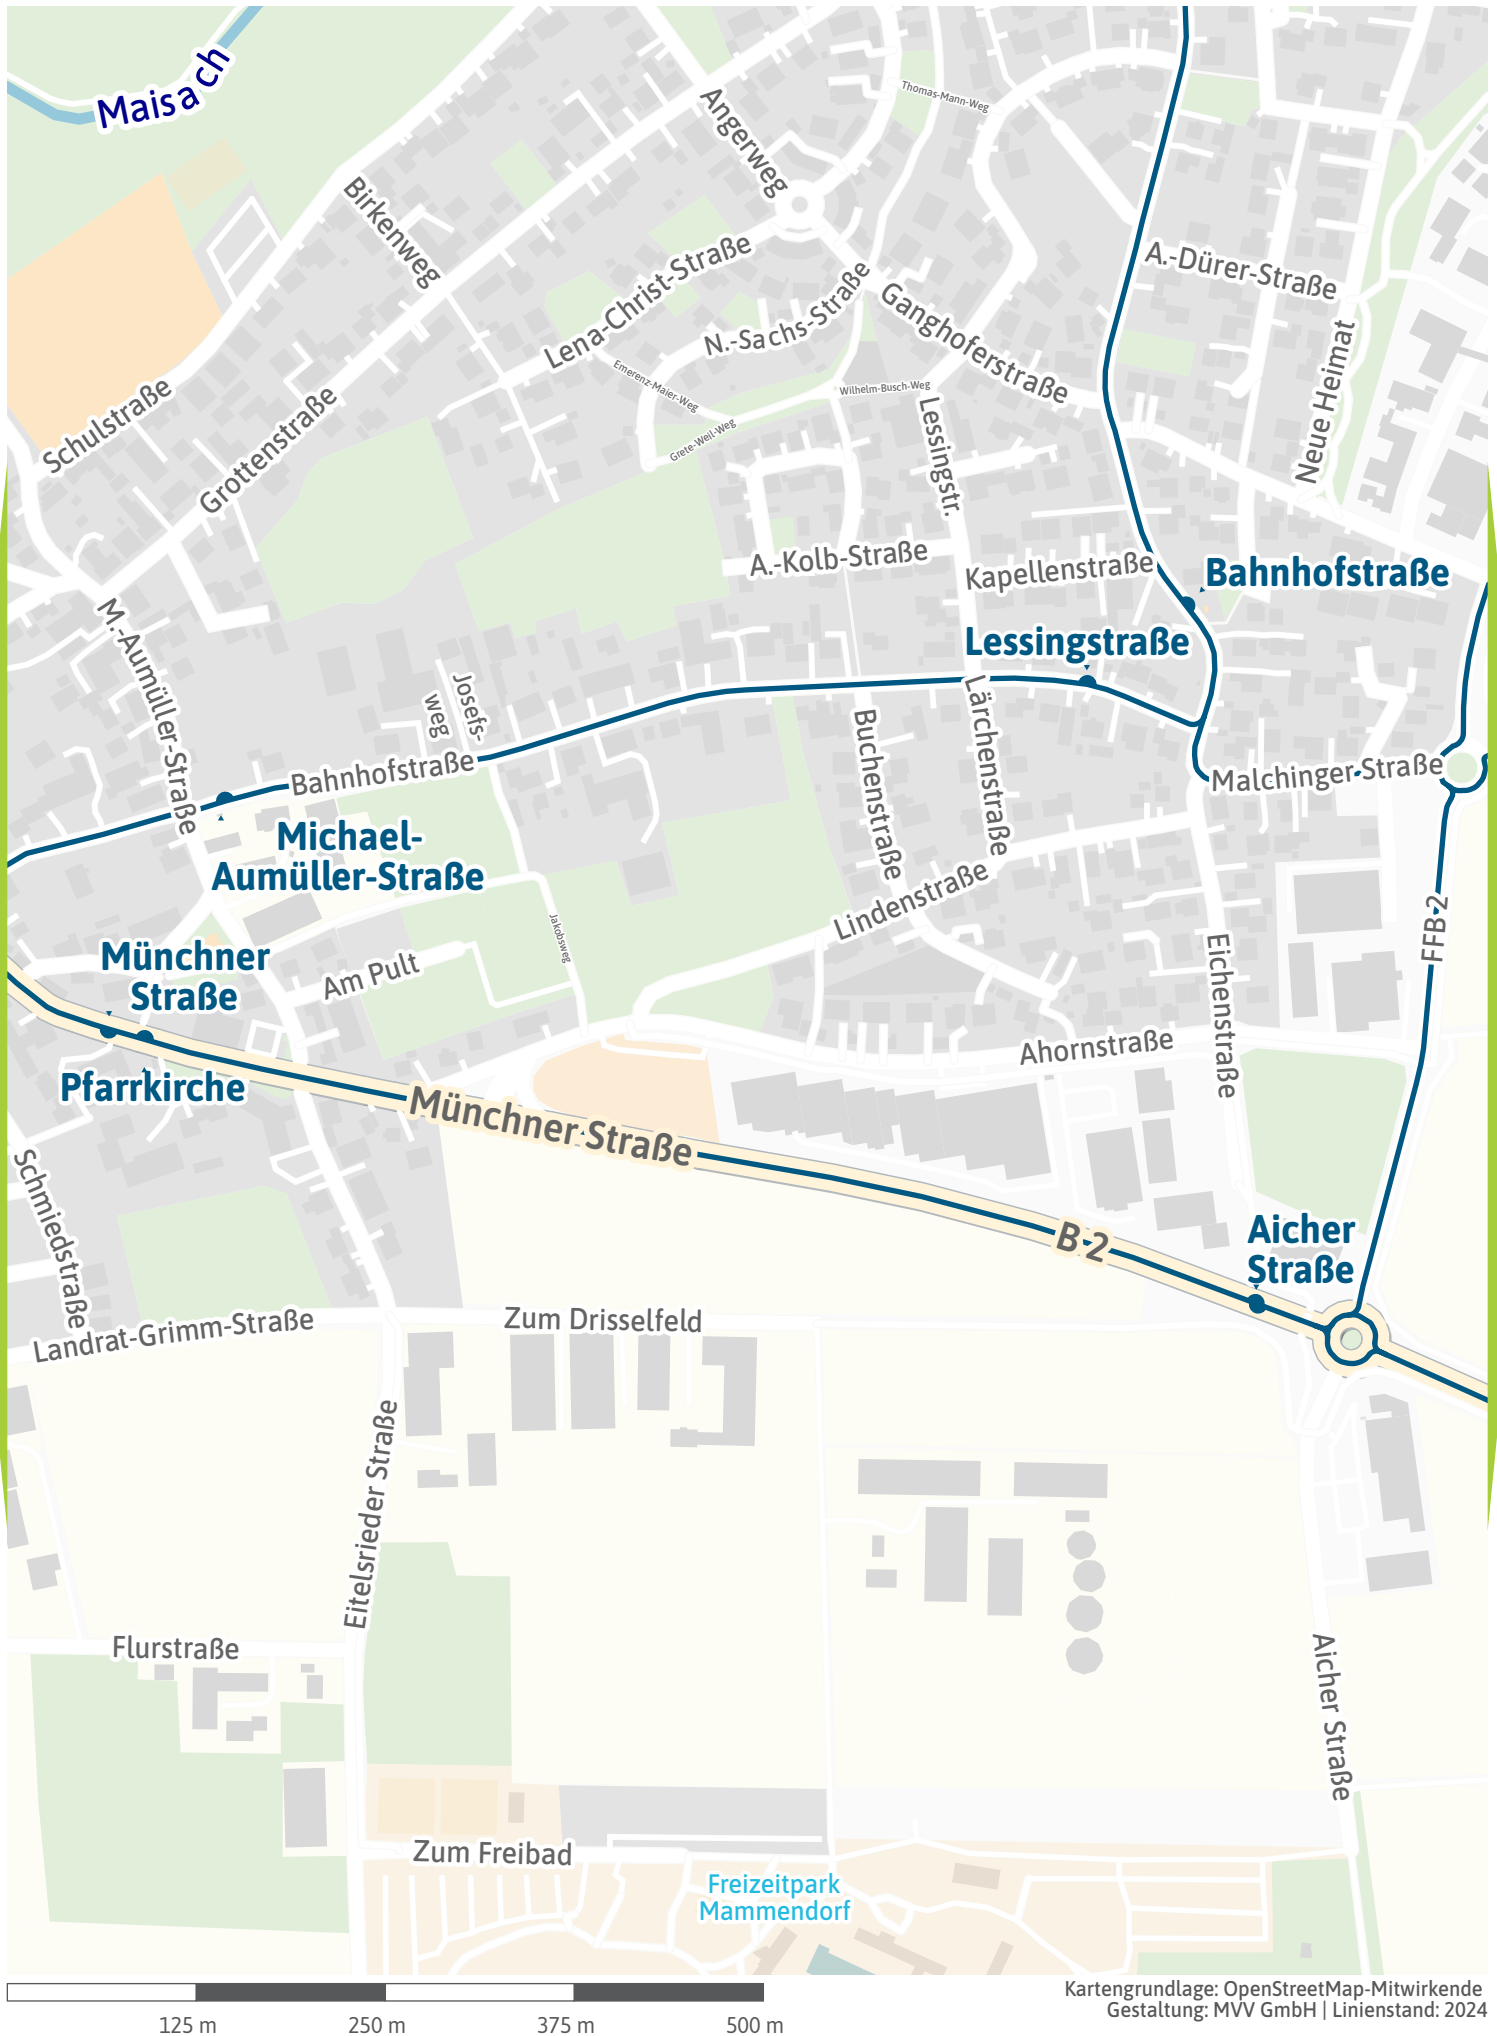 Maisach
Angerweg
Thomas-Mann-Weg
Birkenweg
A.-Dürer-Straße
Lena-Christ-Straße
N.-Sachs-Straße
Ganghoferstraße
Neue Heimat
Emerenz-Maier-Weg
Wilhelm-Busch-Weg
Schulstraße
Grottenstraße
Grete-Weil-Weg
Lessingstr.
A.-Kolb-Straße
Kapellenstraße
Bahnhofstraße
Lessingstraße
M.-Aumüller-Straße
Josefs-
weg
Bahnhofstraße
Buchenstraße
Lärchenstraße
Malchinger Straße
Michael-
Aumüller-Straße
Lindenstraße
FFB 2
Jakobsweg
Münchner
Straße
Am Pult
Eichenstraße
Ahornstraße
Pfarrkirche
Münchner Straße
Schmiedstraße
B 2
Aicher
Straße
Landrat-Grimm-Straße
Zum Drisselfeld
Eitelsrieder Straße
Flurstraße
Aicher Straße
Zum Freibad
Freizeitpark
Mammendorf
125 m
250 m
375 m
500 m
Kartengrundlage: OpenStreetMap-Mitwirkende
Gestaltung: MVV GmbH | Linienstand: 2024